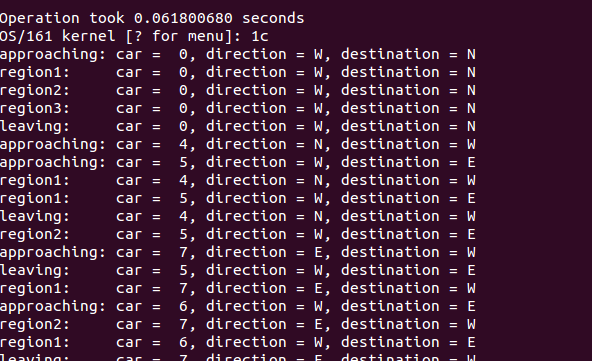 Operation took 0.061800680 seconds
OS/161 kernel [? for menu]: 1c
approaching: car =  0, direction = W, destination = N
region1:     car =  0, direction = W, destination = N
region2:     car =  0, direction = W, destination = N
region3:     car =  0, direction = W, destination = N
leaving:     car =  0, direction = W, destination = N
approaching: car =  4, direction = N, destination = W
approaching: car =  5, direction = W, destination = E
region1:     car =  4, direction = N, destination = W
region1:     car =  5, direction = W, destination = E
leaving:     car =  4, direction = N, destination = W
region2:     car =  5, direction = W, destination = E
approaching: car =  7, direction = E, destination = W
leaving:     car =  5, direction = W, destination = E
region1:     car =  7, direction = E, destination = W
approaching: car =  6, direction = W, destination = E
region2:     car =  7, direction = E, destination = W
region1:     car =  6, direction = W, destination = E
leaving:     car =  7, direction = E, destination = W